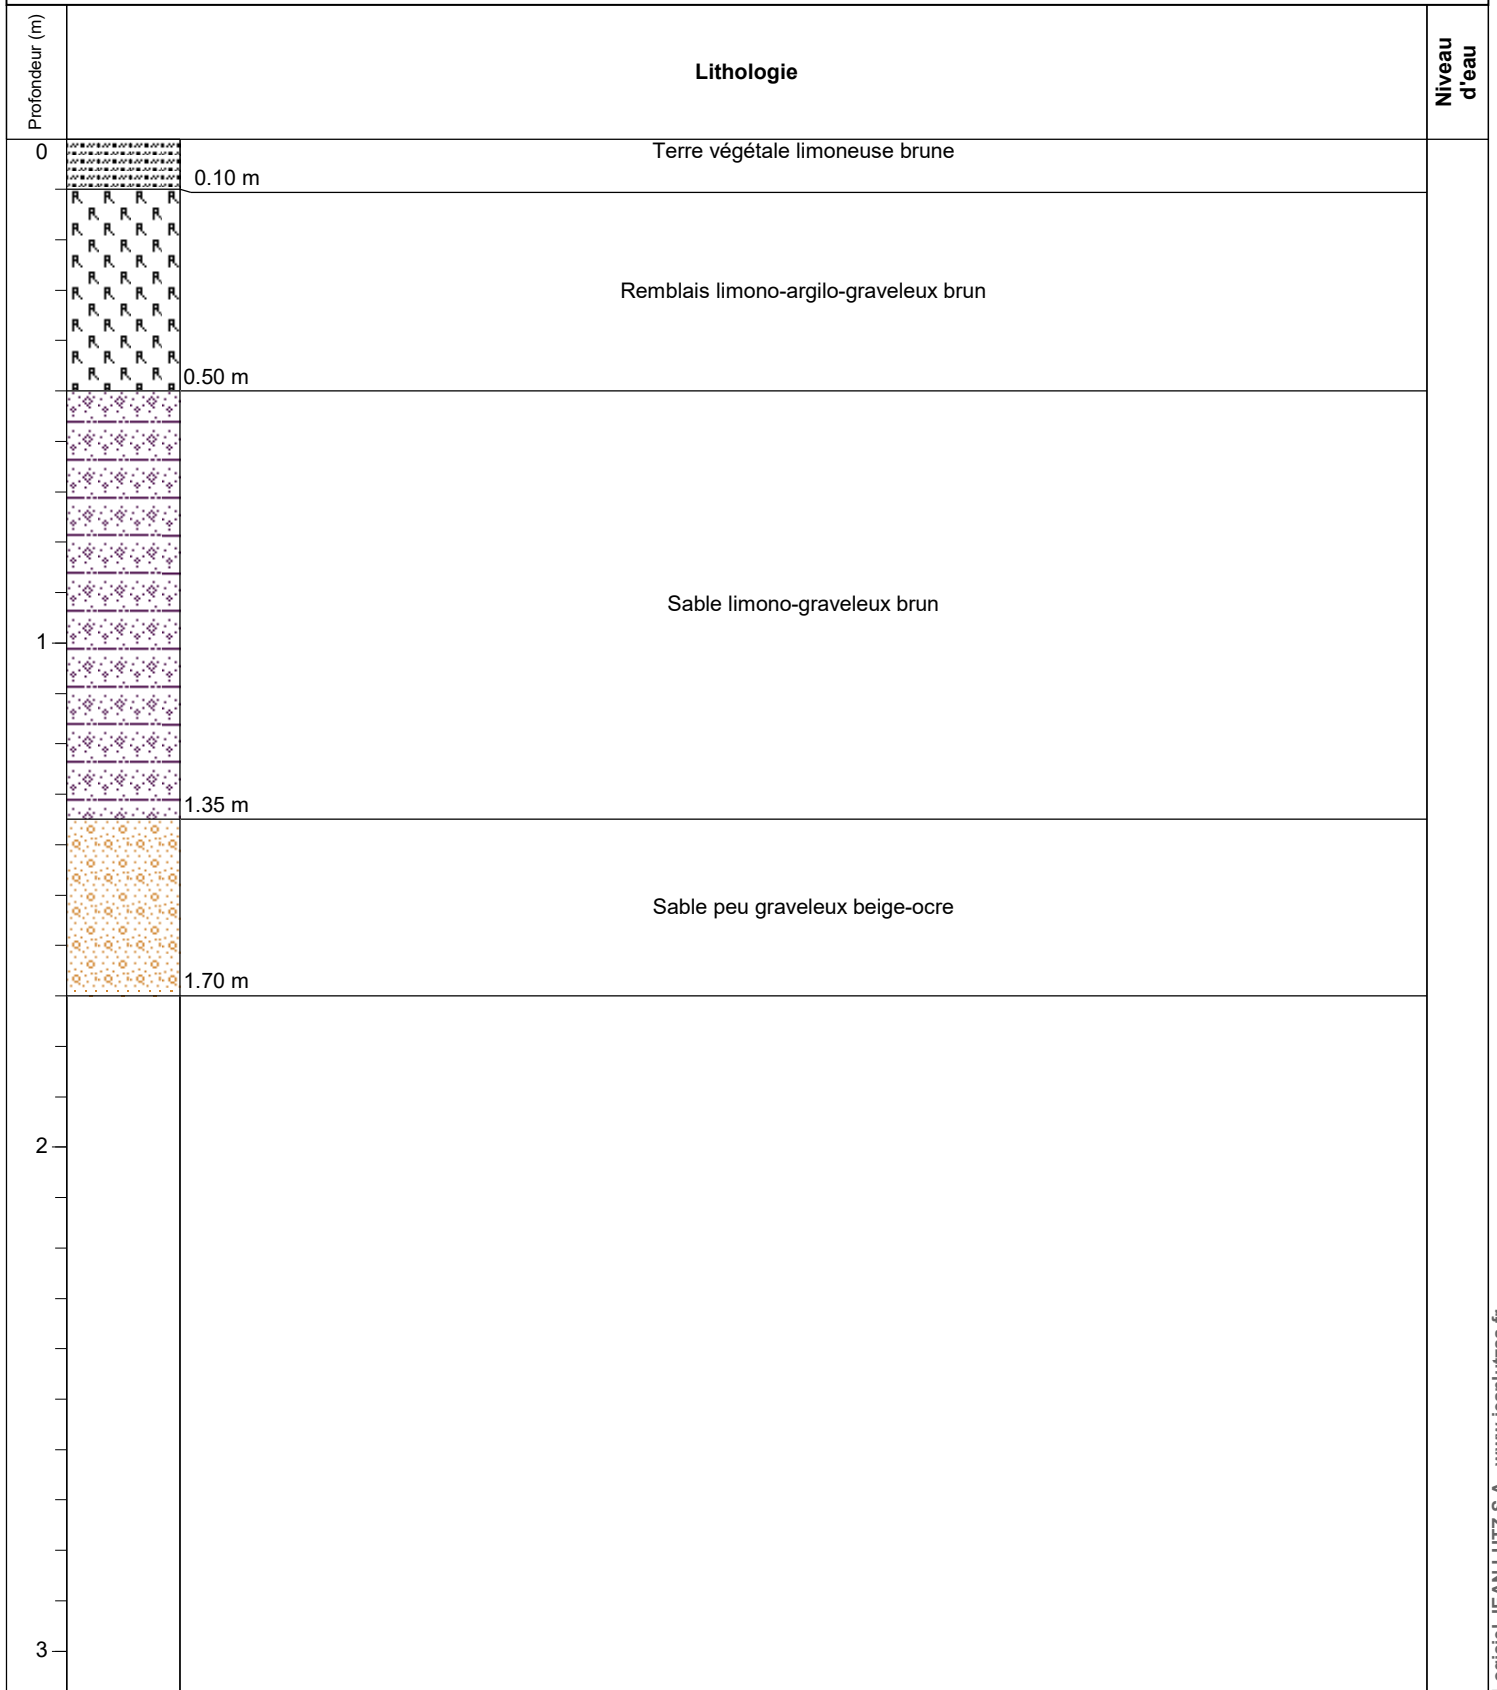 Profondeur (m)
Lithologie
Niveau
d'eau
0
Terre végétale limoneuse brune
0.10 m
Remblais limono-argilo-graveleux brun
0.50 m
Sable limono-graveleux brun
1
1.35 m
Sable peu graveleux beige-ocre
1.70 m
2
3